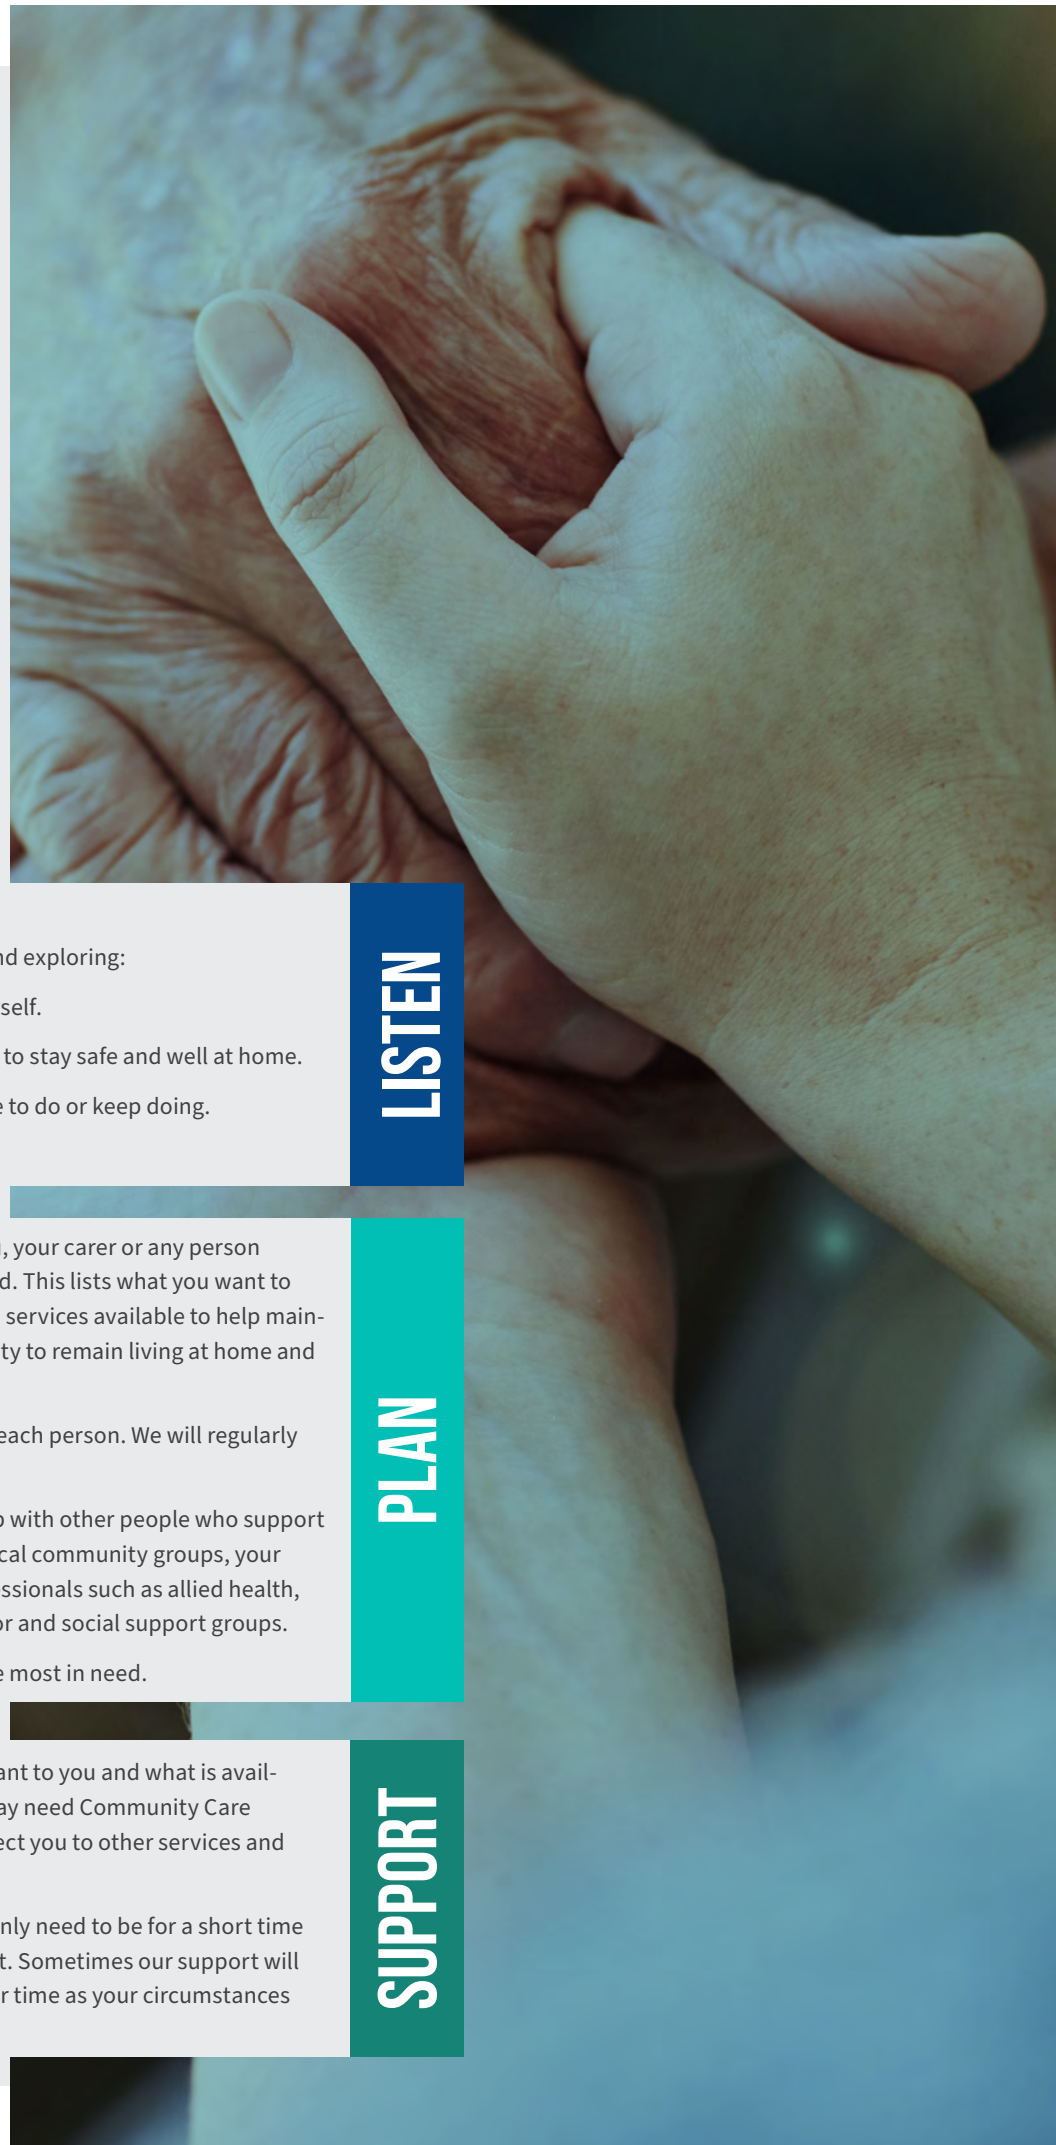 nd exploring:
self.
to stay safe and well at home.
e to do or keep doing.
LISTEN
, your carer or any person
d. This lists what you want to
services available to help main-
ty to remain living at home and
each person. We will regularly
with other people who support
cal community groups, your
ssionals such as allied health,
or and social support groups.
e most in need.
PLAN
ant to you and what is avail-
ay need Community Care
ect you to other services and
nly need to be for a short time
t. Sometimes our support will
r time as your circumstances
SUPPORT